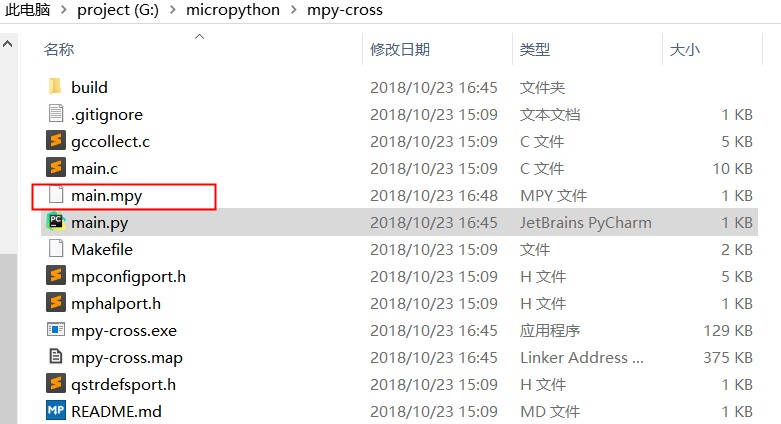 此电脑 > project (G:) > micropython > mpy-cross
名称 修改日期 类型 大小
build 2018/10/23 16:45 文件夹
.gitignore 2018/10/23 15:09 文本文档 1 KB
gccollect.c 2018/10/23 15:09 C 文件 5 KB
main.c 2018/10/23 15:09 C 文件 10 KB
main.mpy 2018/10/23 16:48 MPY 文件 1 KB
PC main.py 2018/10/23 16:45 JetBrains PyCharm 1 KB
Makefile 2018/10/23 15:09 文件 2 KB
mpconfigport.h 2018/10/23 15:09 H 文件 5 KB
mphalport.h 2018/10/23 15:09 H 文件 1 KB
mpy-cross.exe 2018/10/23 16:45 应用程序 129 KB
mpy-cross.map 2018/10/23 16:45 Linker Address ... 375 KB
qstrdefsport.h 2018/10/23 15:09 H 文件 2 KB
MP README.md 2018/10/23 15:09 MD 文件 1 KB